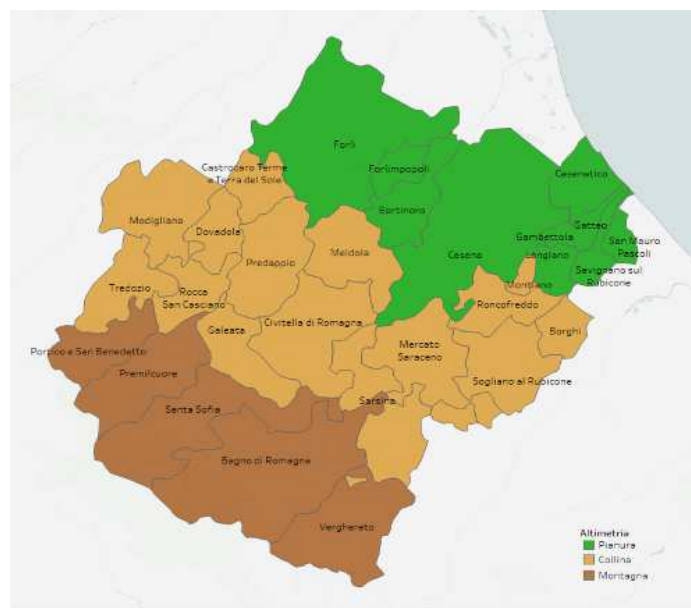 Forlì
Forlimpopoli
Castrocaro Terme
e Terra del Sole
Cesenatico
Bertinoro
Modigliana
Dovadola
Gatteo
Gambettola
San Mauro
Pascoli
Meldola
Cesena
Longiano
Predappio
Savignano sul
Rubicone
Montiano
Tredozio
Rocca
San Casciano
Roncofreddo
Galeata
Civitella di Romagna
Borghi
Mercato
Saraceno
Portico e San Benedetto
Premilcuore
Sogliano al Rubicone
Sarsina
Santa Sofia
Bagno di Romagna
Verghereto
Altimetria
Pianura
Collina
Montagna